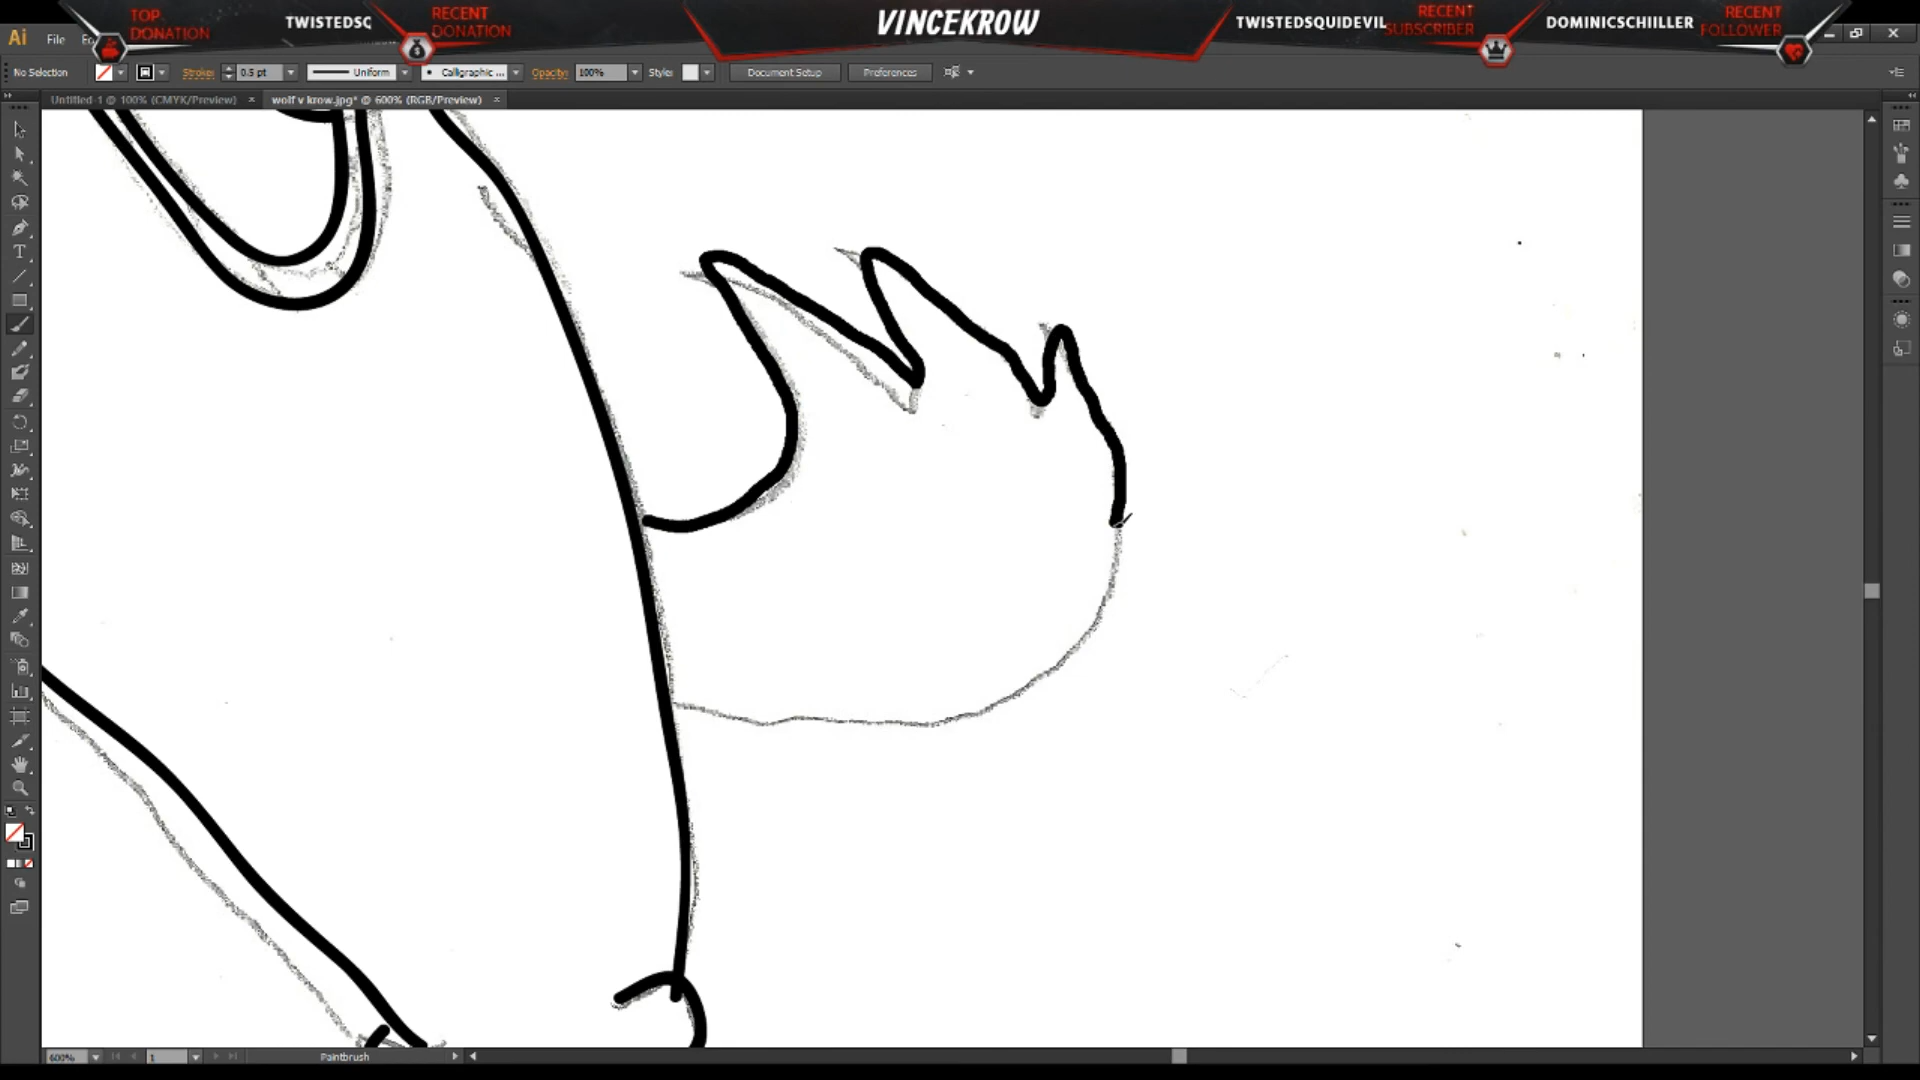 TOP DONATION
TWISTEDSC
RECENT DONATION
VINCEKROW
TWISTEDSQUIDEVIL
RECENT SUBSCRIBER
DOMINICSCHIILLER
RECENT FOLLOWER
Ai File
No Selection Stroke: 0.5 pt Uniform Calligraphic ... Opacity: 100% Style: Document Setup Preferences
Untitled-1 @ 100% (CMYK/Preview) × wolf v krow.jpg* @ 600% (RGB/Preview) ×
600% 1 Paintbrush